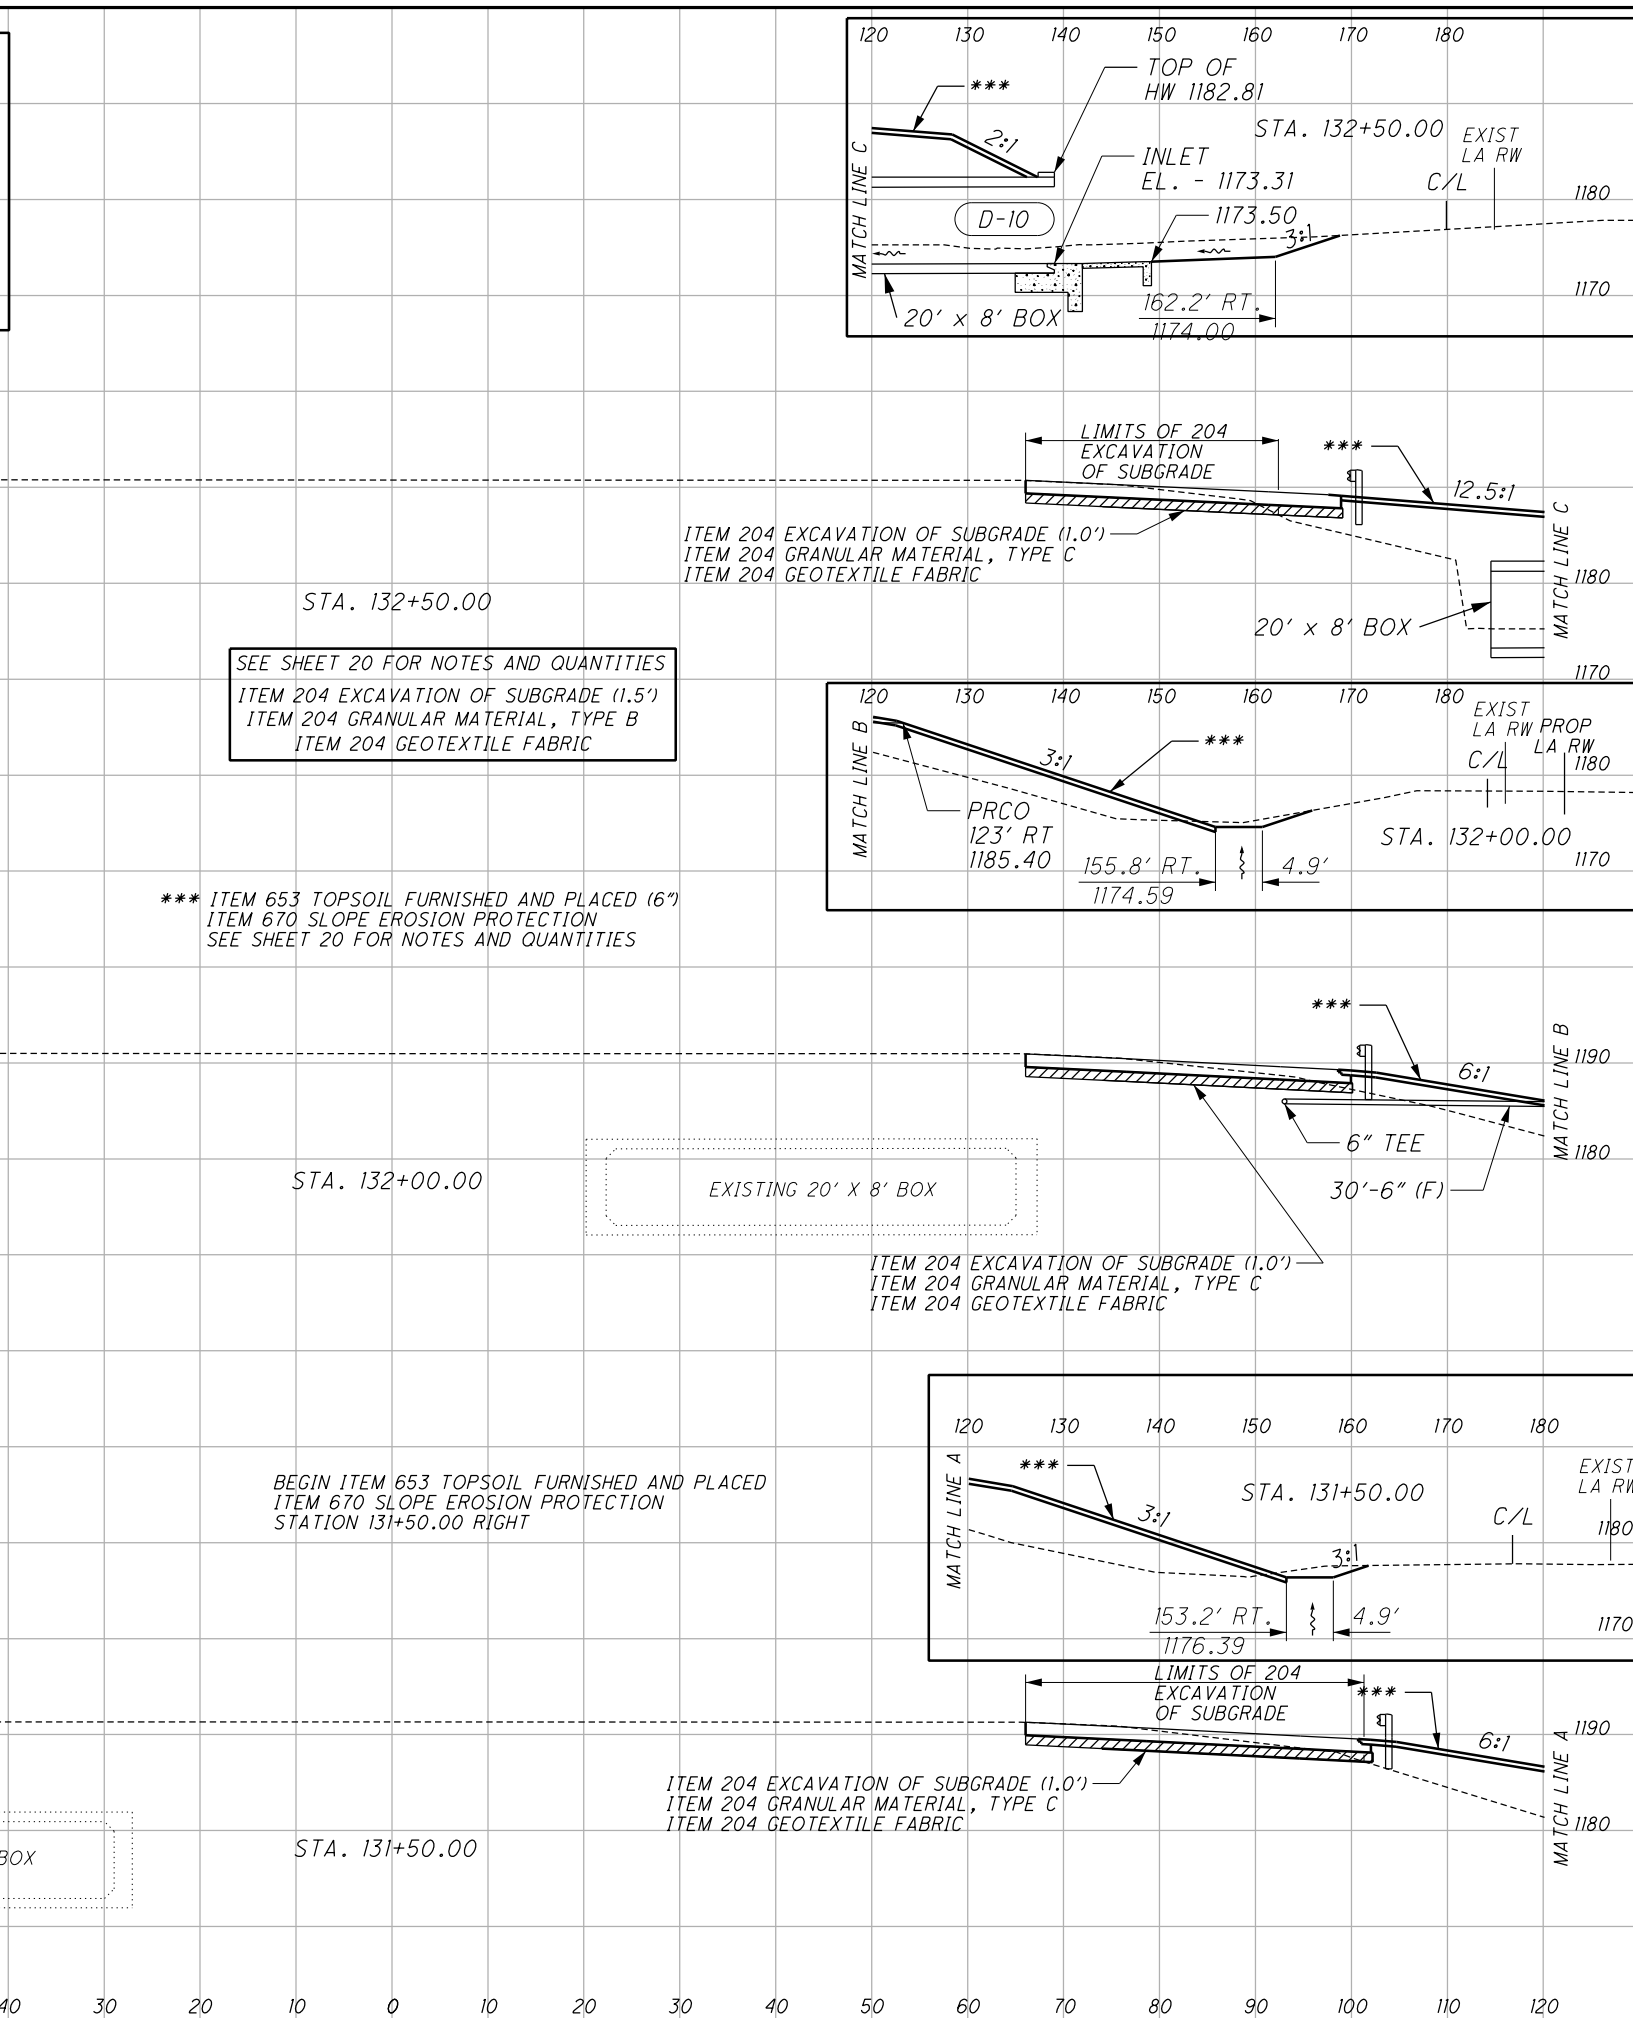 120 130 140 150 160 170 180
TOP OF
HW 1182.81
***
STA. 132+50.00
EXIST
LA RW
2:1
MATCH LINE C
INLET
EL. - 1173.31
C/L
1180
D-10
1173.50
3:1
1170
20' x 8' BOX
162.2' RT.
1174.00
LIMITS OF 204
EXCAVATION
OF SUBGRADE
***
12.5:1
ITEM 204 EXCAVATION OF SUBGRADE (1.0')
ITEM 204 GRANULAR MATERIAL, TYPE C
ITEM 204 GEOTEXTILE FABRIC
MATCH LINE C
1180
STA. 132+50.00
20' x 8' BOX
1170
SEE SHEET 20 FOR NOTES AND QUANTITIES
ITEM 204 EXCAVATION OF SUBGRADE (1.5')
ITEM 204 GRANULAR MATERIAL, TYPE B
ITEM 204 GEOTEXTILE FABRIC
120 130 140 150 160 170 180
EXIST
LA RW
PROP
LA RW
MATCH LINE B
***
3:1
C/L
1180
PRCO
123' RT
1185.40
STA. 132+00.00
155.8' RT.
1174.59
4.9'
1170
*** ITEM 653 TOPSOIL FURNISHED AND PLACED (6")
ITEM 670 SLOPE EROSION PROTECTION
SEE SHEET 20 FOR NOTES AND QUANTITIES
***
MATCH LINE B
1190
6:1
6" TEE
1180
STA. 132+00.00
EXISTING 20' X 8' BOX
30'-6" (F)
ITEM 204 EXCAVATION OF SUBGRADE (1.0')
ITEM 204 GRANULAR MATERIAL, TYPE C
ITEM 204 GEOTEXTILE FABRIC
120 130 140 150 160 170 180
MATCH LINE A
***
EXIST
LA RW
BEGIN ITEM 653 TOPSOIL FURNISHED AND PLACED
ITEM 670 SLOPE EROSION PROTECTION
STATION 131+50.00 RIGHT
STA. 131+50.00
3:1
C/L
1180
3:1
153.2' RT.
1176.39
4.9'
1170
LIMITS OF 204
EXCAVATION
OF SUBGRADE
***
MATCH LINE A
1190
6:1
ITEM 204 EXCAVATION OF SUBGRADE (1.0')
ITEM 204 GRANULAR MATERIAL, TYPE C
ITEM 204 GEOTEXTILE FABRIC
1180
STA. 131+50.00
BOX
40 30 20 10 0 10 20 30 40 50 60 70 80 90 100 110 120